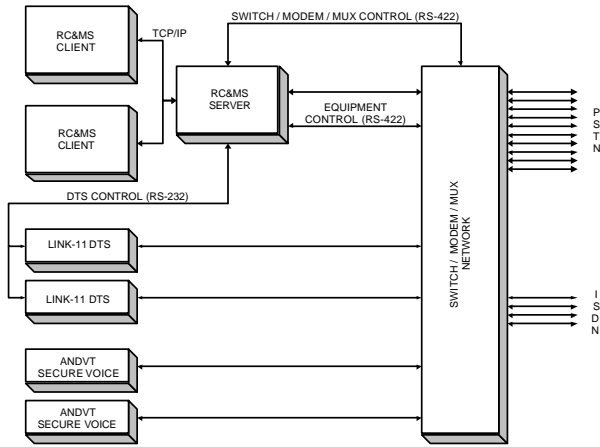 SWITCH / MODEM / MUX CONTROL (RS-422)
RC&MS
CLIENT
TCP/IP
RC&MS
SERVER
RC&MS
CLIENT
EQUIPMENT
CONTROL (RS-422)
PSTN
DTS CONTROL (RS-232)
LINK-11 DTS
LINK-11 DTS
SWITCH / MODEM / MUX
NETWORK
ISDN
ANDVT
SECURE VOICE
ANDVT
SECURE VOICE